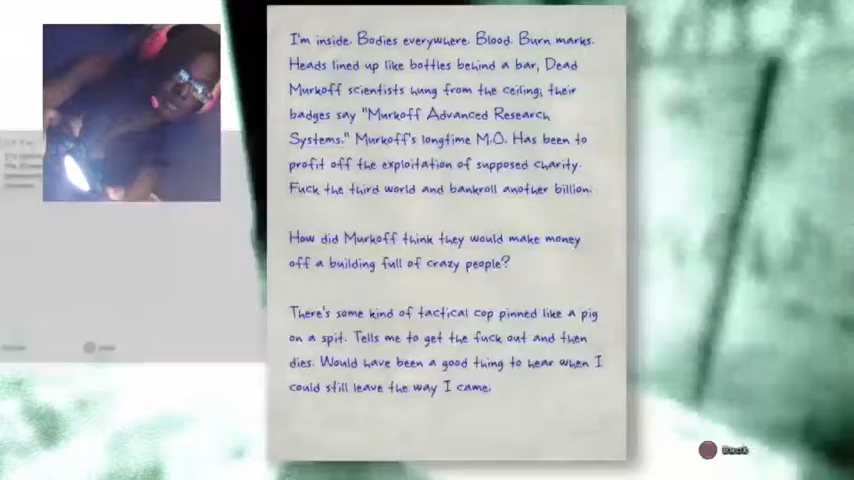 I'm inside. Bodies everywhere. Blood. Burn marks.
Heads lined up like bottles behind a bar, Dead
Murkoff scientists hung from the ceiling; their
badges say "Murkoff Advanced Research
Systems." Murkoff's longtime M.O. Has been to
profit off the exploitation of supposed charity.
Fuck the third world and bankroll another billion.
How did Murkoff think they would make money
off a building full of crazy people?
There's some kind of tactical cop pinned like a pig
on a spit. Tells me to get the fuck out and then
dies. Would have been a good thing to hear when I
could still leave the way I came.
Back